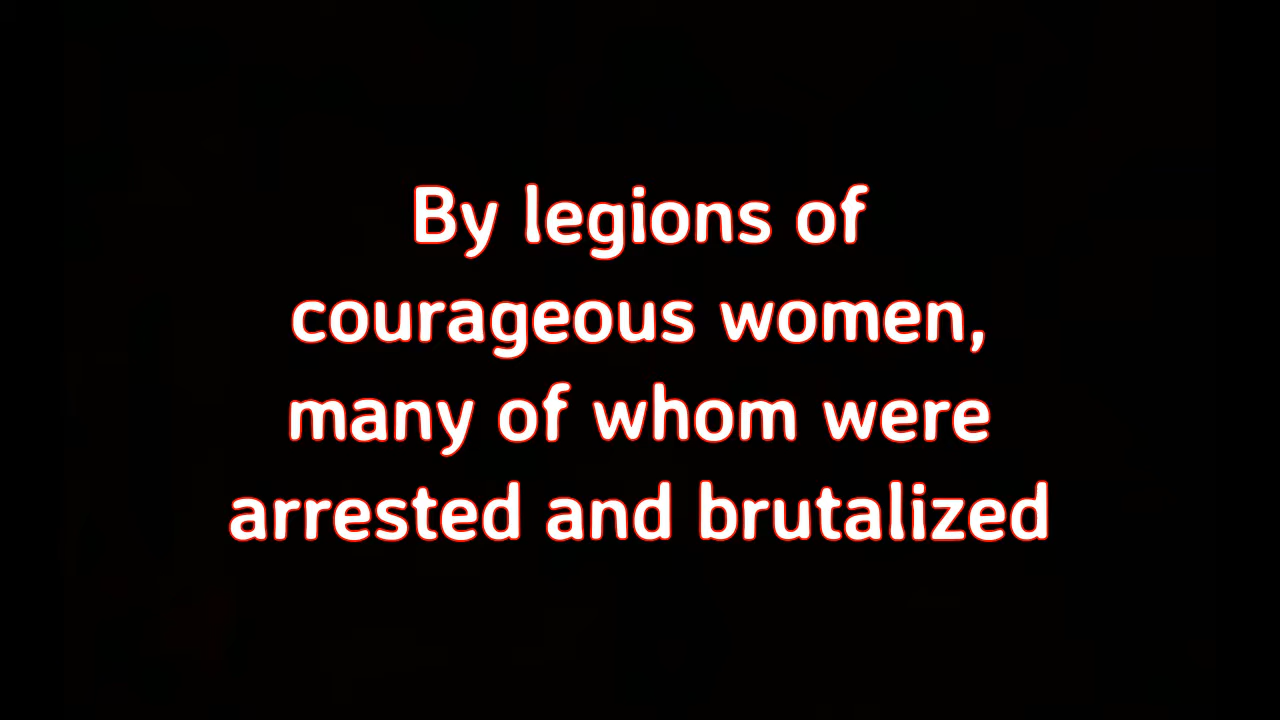 By legions of
courageous women,
many of whom were
arrested and brutalized